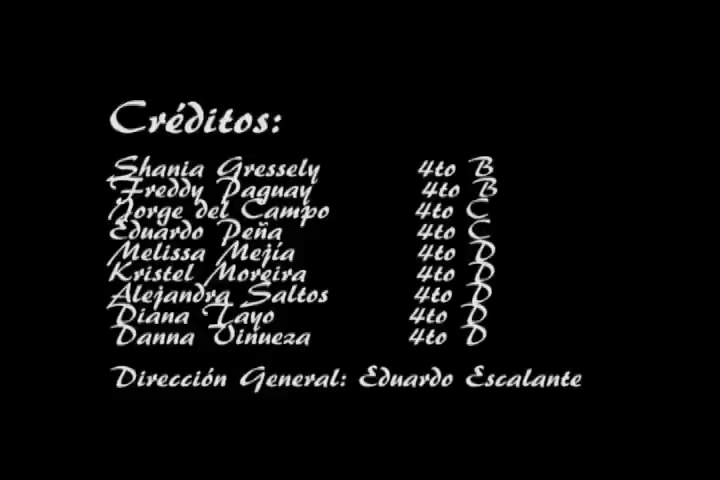 Créditos:
Shania Gressely 4to B
Freddy Paguay 4to B
Jorge del Campo 4to C
Eduardo Peña 4to C
Melissa Mejía 4to D
Kristel Moreira 4to D
Alejandra Saltos 4to D
Diana Tayo 4to D
Danna Vinueza 4to D
Dirección General: Eduardo Escalante